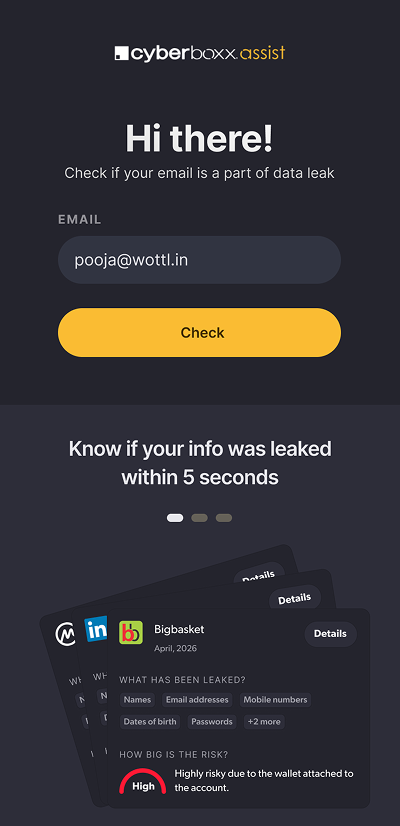 cyberboxx assist
Hi there!
Check if your email is a part of data leak
EMAIL
pooja@wottl.in
Check
Know if your info was leaked
within 5 seconds
Details
Details
in
bb
Bigbasket
April, 2026
Details
WHAT HAS BEEN LEAKED?
Names
Email addresses
Mobile numbers
Dates of birth
Passwords
+2 more
HOW BIG IS THE RISK?
High
Highly risky due to the wallet attached to
the account.